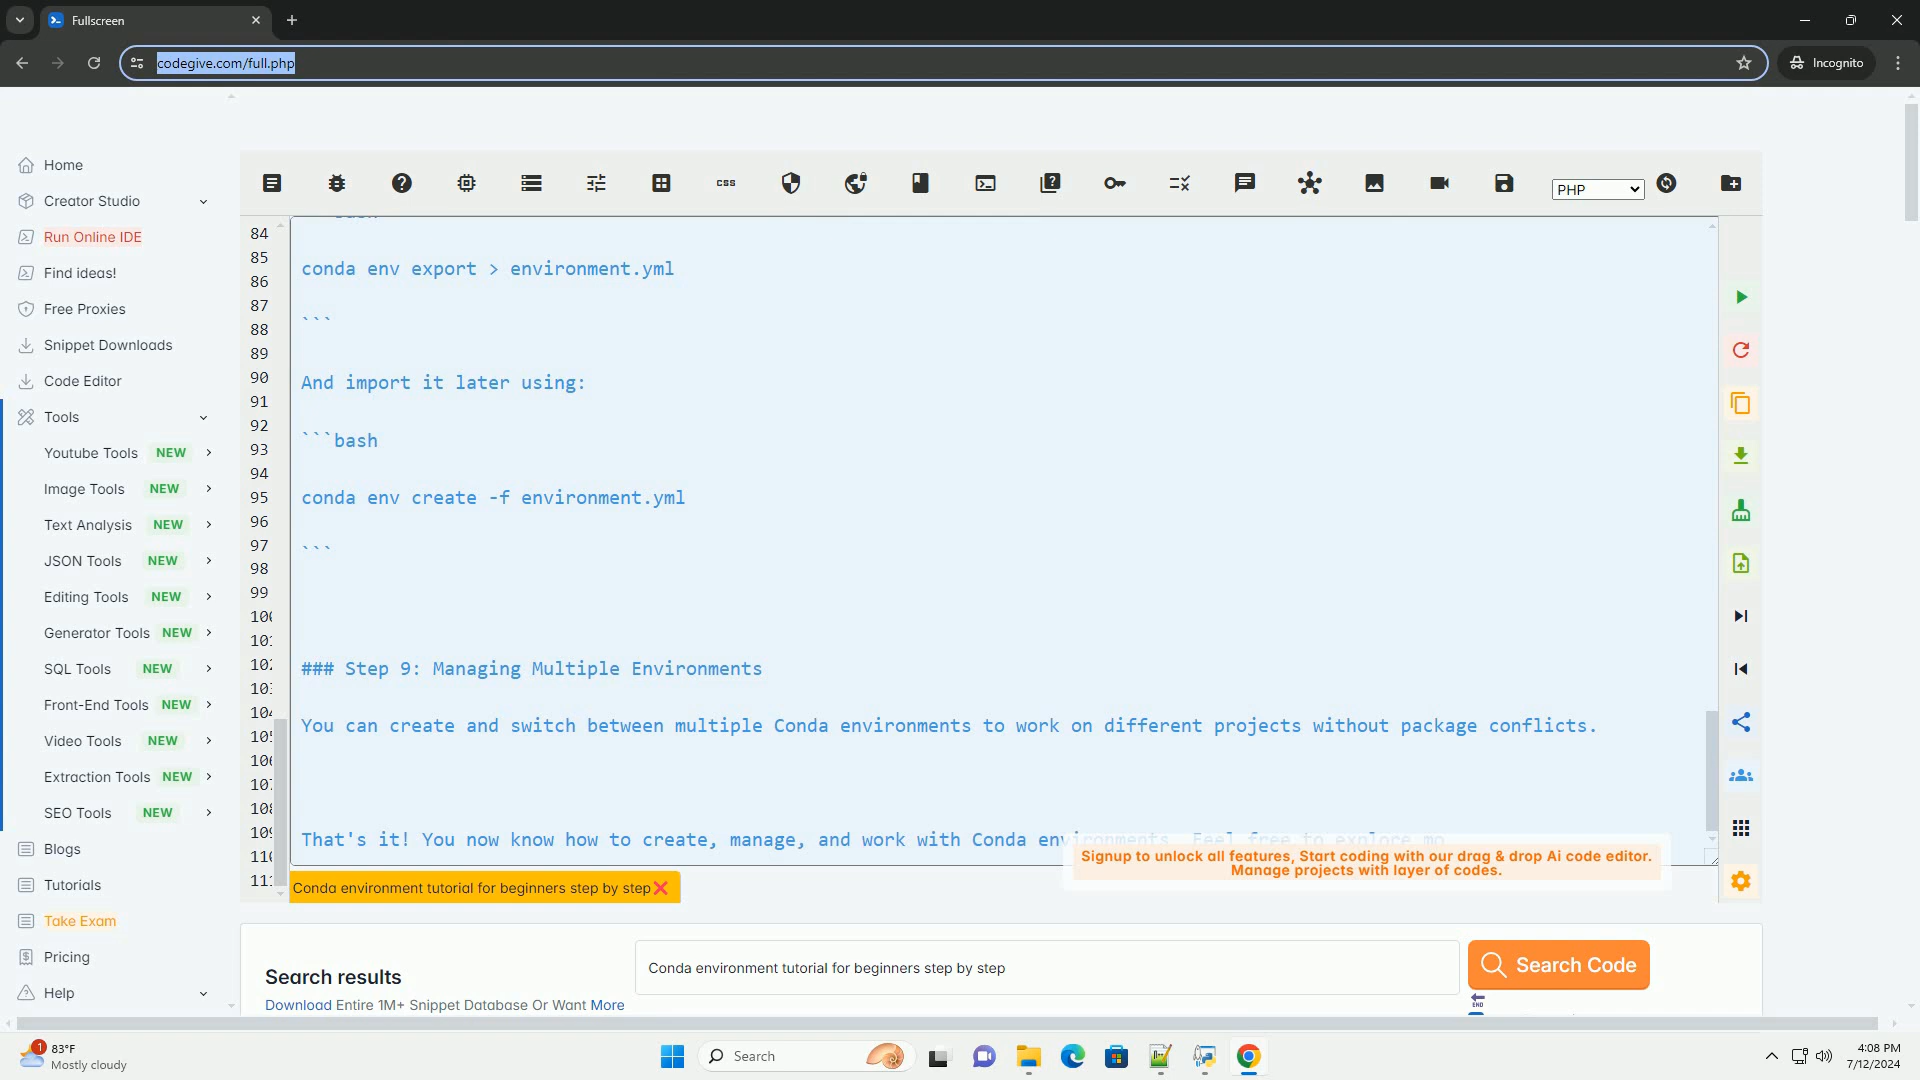 Fullscreen
codegive.com/full.php
Incognito
Home
Creator Studio
Run Online IDE
Find ideas!
Free Proxies
Snippet Downloads
Code Editor
Tools
Youtube Tools NEW
Image Tools NEW
Text Analysis NEW
JSON Tools NEW
Editing Tools NEW
Generator Tools NEW
SQL Tools NEW
Front-End Tools NEW
Video Tools NEW
Extraction Tools NEW
SEO Tools NEW
Blogs
Tutorials
Take Exam
Pricing
Help
css
PHP
84
85
86
87
88
89
90
91
92
93
94
95
96
97
98
99
conda env export > environment.yml
```
And import it later using:
```bash
conda env create -f environment.yml
```
### Step 9: Managing Multiple Environments
You can create and switch between multiple Conda environments to work on different projects without package conflicts.
That's it! You now know how to create, manage, and work with Conda environments. Feel free to explore mo
Signup to unlock all features, Start coding with our drag & drop Ai code editor.
Manage projects with layer of codes.
Conda environment tutorial for beginners step by step
Search results
Download Entire 1M+ Snippet Database Or Want More
Conda environment tutorial for beginners step by step
Search Code
END
1
83°F
Mostly cloudy
Search
4:08 PM
7/12/2024